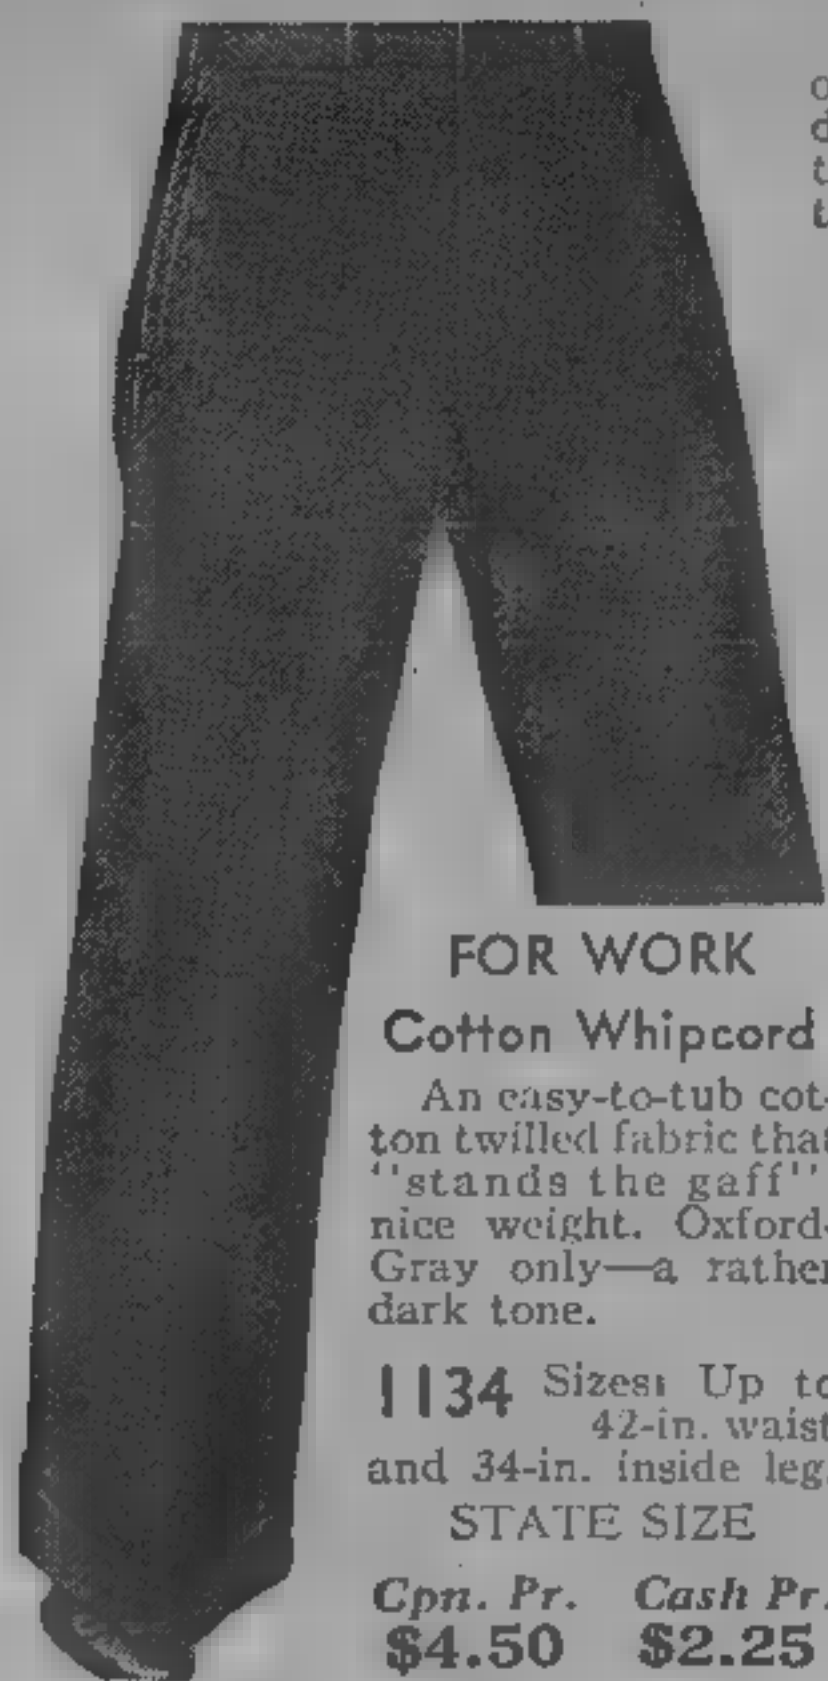 FOR WORK
Cotton Whipcord
An easy-to-tub cot-
ton twilled fabric that
"stands the gaff"
nice weight. Oxford-
Gray only—a rather
dark tone.
1134 Sizes: Up to
42-in. waist
and 34-in. inside leg.
STATE SIZE
Cpn. Pr. Cash Pr.
$4.50 $2.25